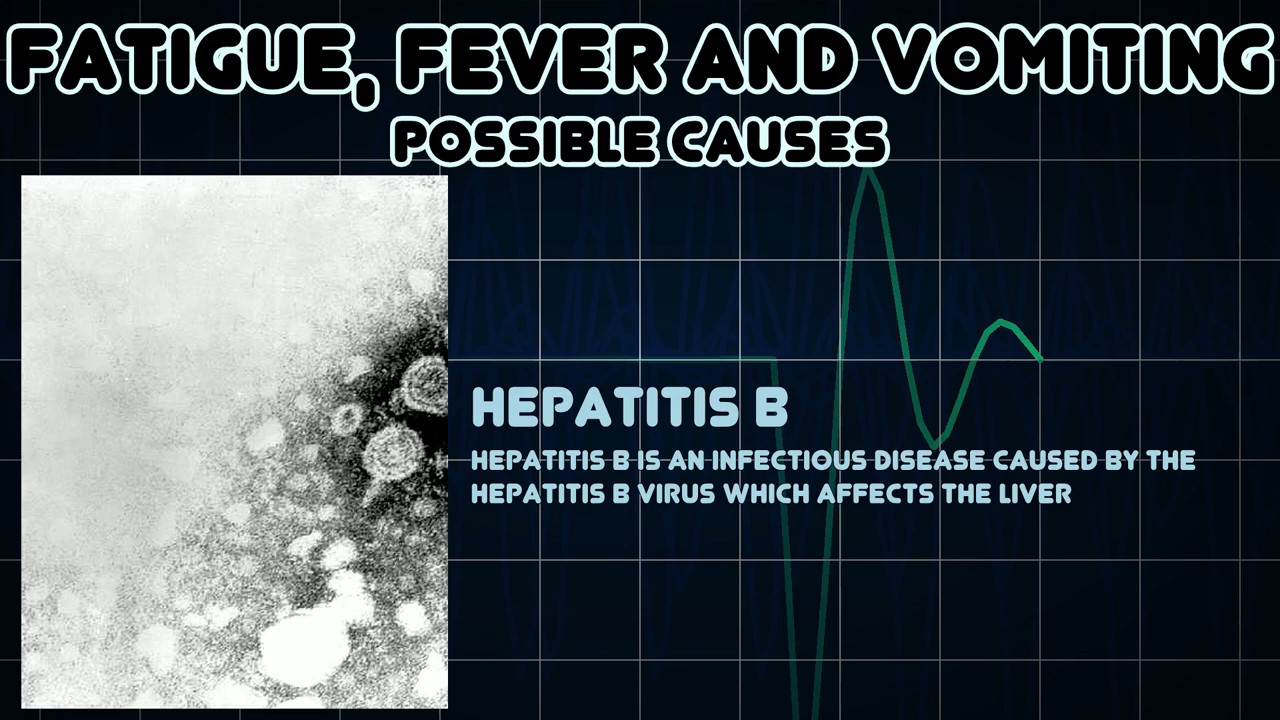 FATIGUE, FEVER AND VOMITING
POSSIBLE CAUSES
HEPATITIS B
HEPATITIS B IS AN INFECTIOUS DISEASE CAUSED BY THE
HEPATITIS B VIRUS WHICH AFFECTS THE LIVER